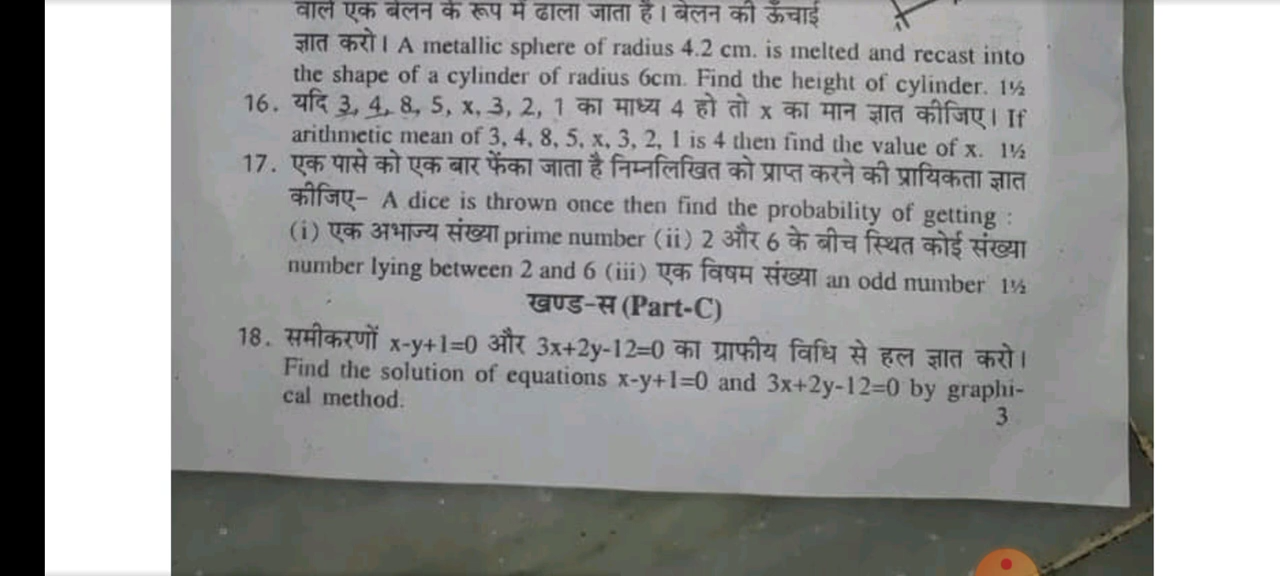 वाले एक बेलन के रूप में ढाला जाता है। बेलन की ऊँचाई
ज्ञात करो। A metallic sphere of radius 4.2 cm. is melted and recast into
the shape of a cylinder of radius 6cm. Find the height of cylinder. 1½
16. यदि 3, 4, 8, 5, x, 3, 2, 1 का माध्य 4 हो तो x का मान ज्ञात कीजिए। If
arithmetic mean of 3, 4, 8, 5, x, 3, 2, 1 is 4 then find the value of x. 1½
17. एक पासे को एक बार फेंका जाता है निम्नलिखित को प्राप्त करने की प्रायिकता ज्ञात
कीजिए- A dice is thrown once then find the probability of getting :
(i) एक अभाज्य संख्या prime number (ii) 2 और 6 के बीच स्थित कोई संख्या
number lying between 2 and 6 (iii) एक विषम संख्या an odd number 1½
खण्ड-स (Part-C)
18. समीकरणों x-y+1=0 और 3x+2y-12=0 का ग्राफीय विधि से हल ज्ञात करो।
Find the solution of equations x-y+1=0 and 3x+2y-12=0 by graphi-
cal method.
3